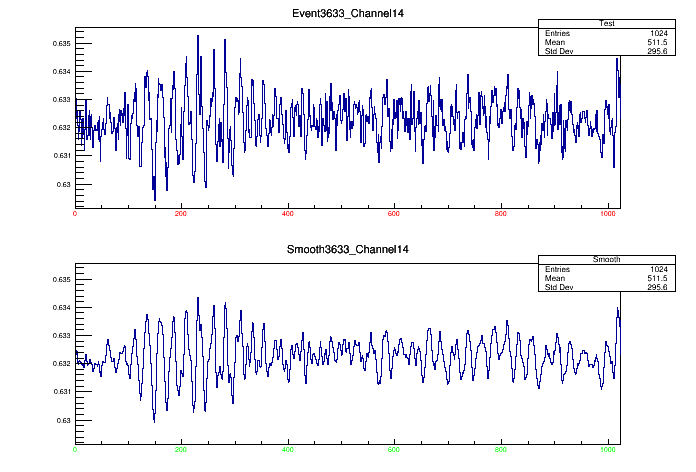 Event3633_Channel14
Test
Entries 1024
Mean 511.5
Std Dev 295.6
0.635
0.634
0.633
0.632
0.631
0.63
0 200 400 600 800 1000
Smooth3633_Channel14
Smooth
Entries 1024
Mean 511.5
Std Dev 295.6
0.635
0.634
0.633
0.632
0.631
0.63
0 200 400 600 800 1000